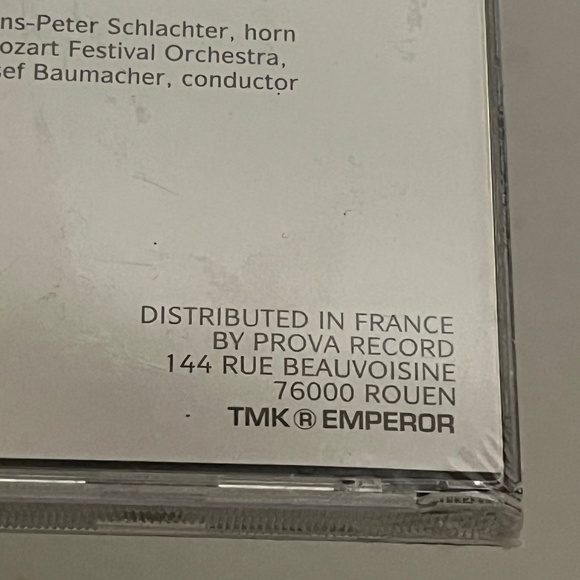 ns-Peter Schlachter, horn
ozart Festival Orchestra,
sef Baumacher, conductor
DISTRIBUTED IN FRANCE
BY PROVA RECORD
144 RUE BEAUVOISINE
76000 ROUEN
TMK ® EMPEROR